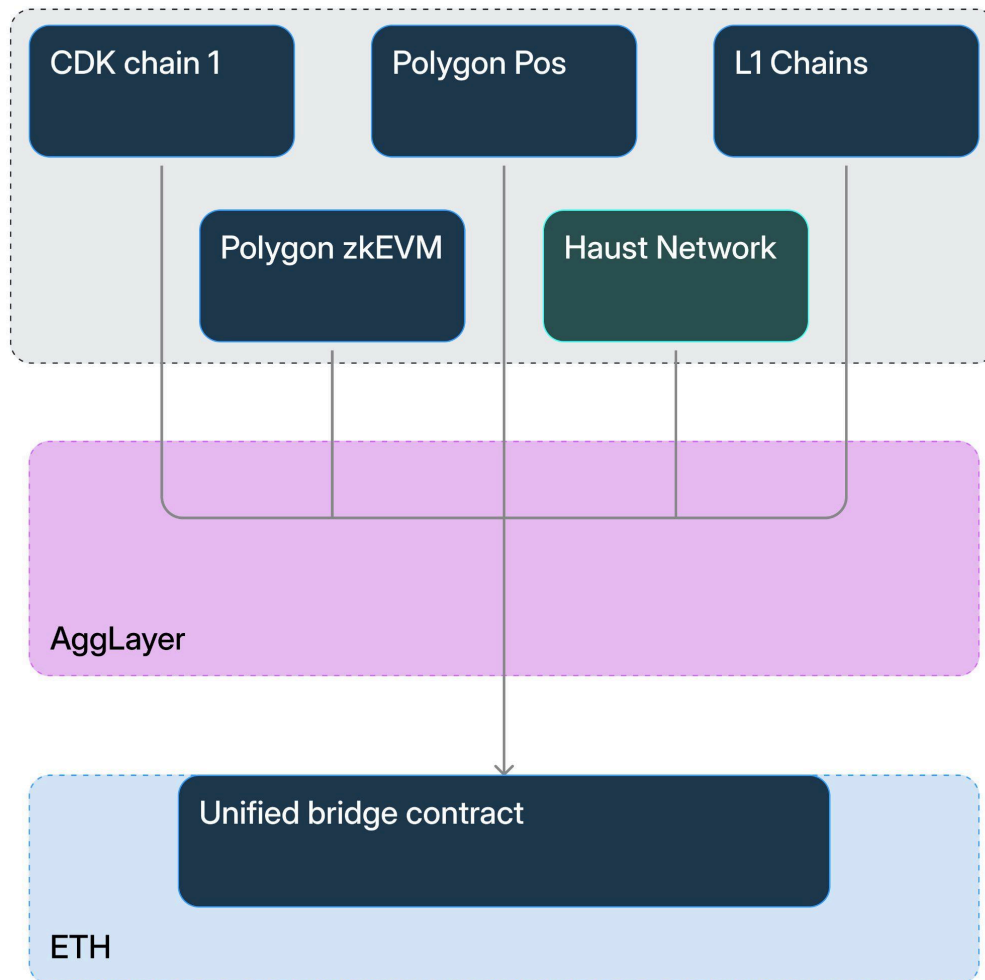 CDK chain 1
Polygon Pos
L1 Chains
Polygon zkEVM
Haust Network
AggLayer
Unified bridge contract
ETH